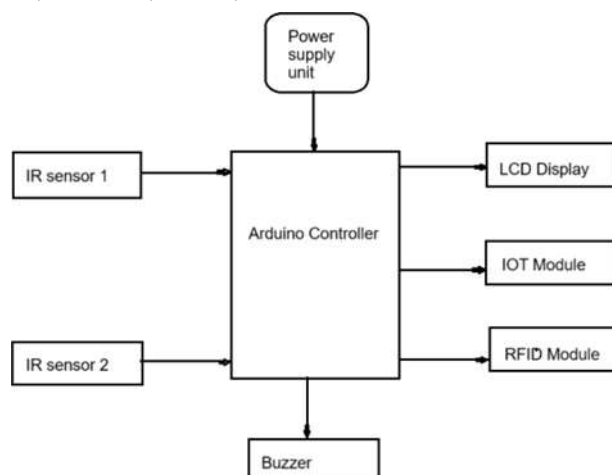 Power
supply
unit
IR sensor 1
LCD Display
Arduino Controller
IOT Module
IR sensor 2
RFID Module
Buzzer